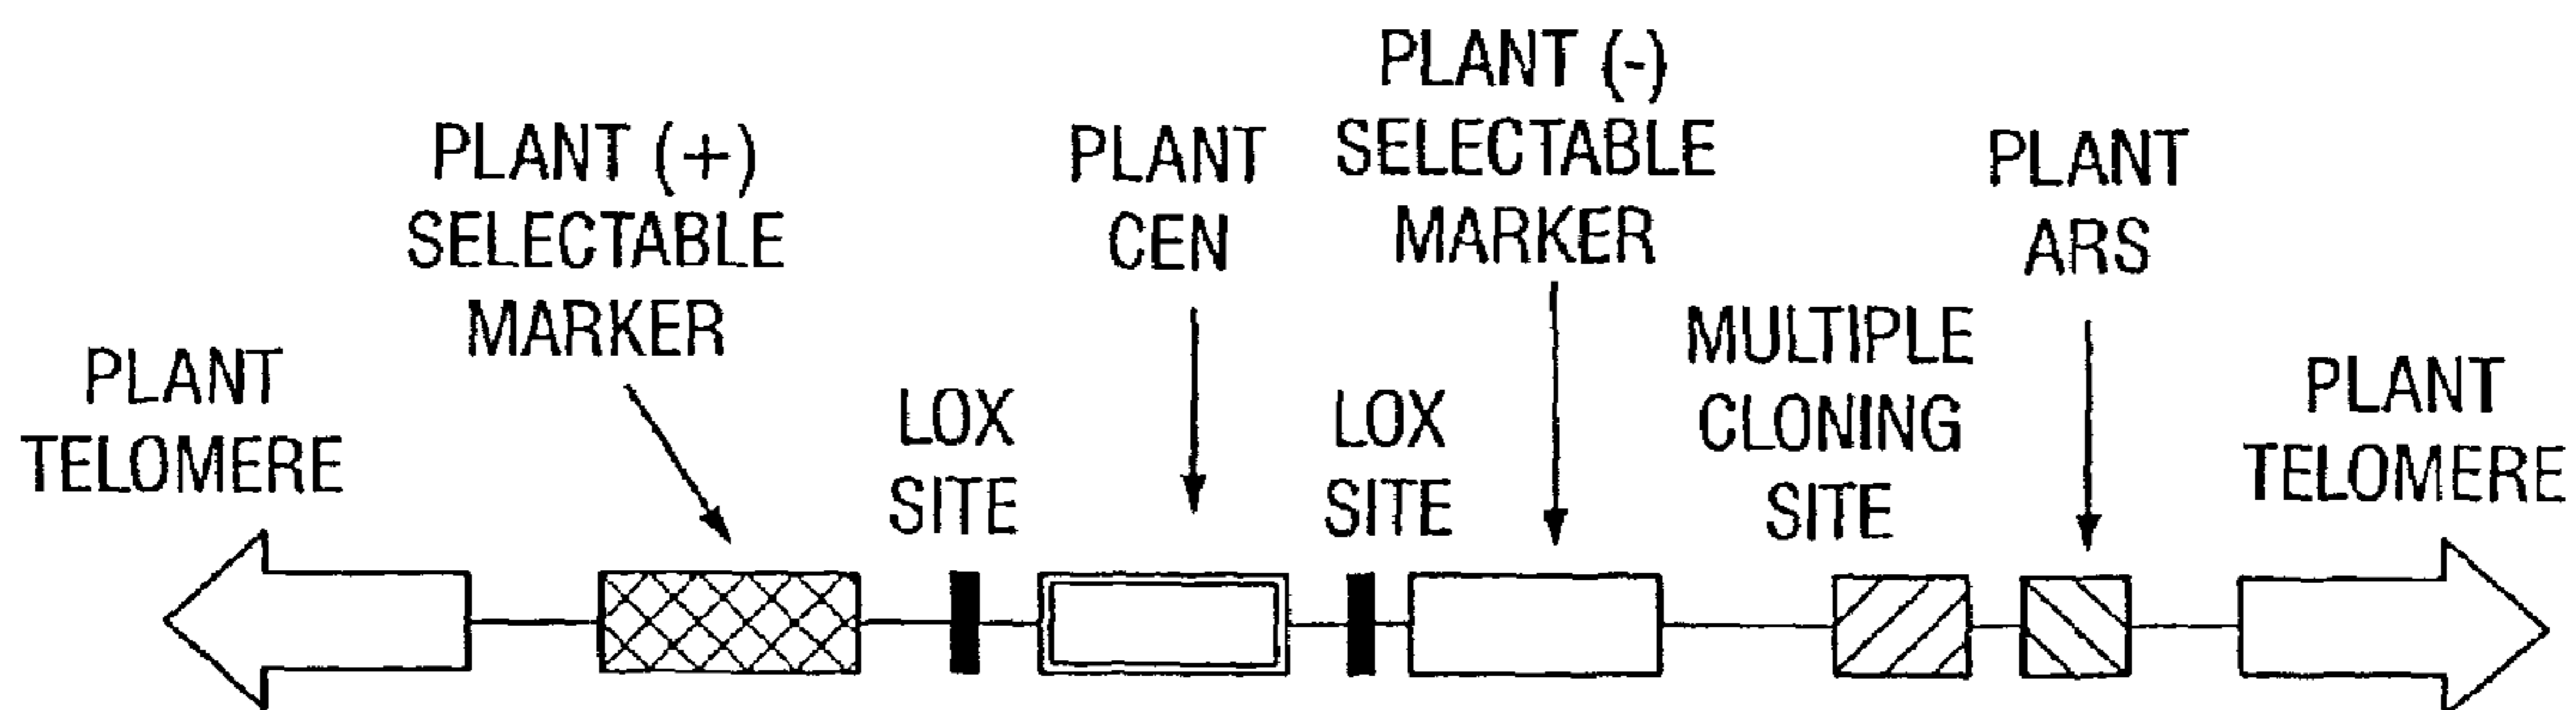 PLANT
TELOMERE
PLANT (+)
SELECTABLE
MARKER
LOX
SITE
PLANT
CEN
LOX
SITE
PLANT (-)
SELECTABLE
MARKER
MULTIPLE
CLONING
SITE
PLANT
ARS
PLANT
TELOMERE